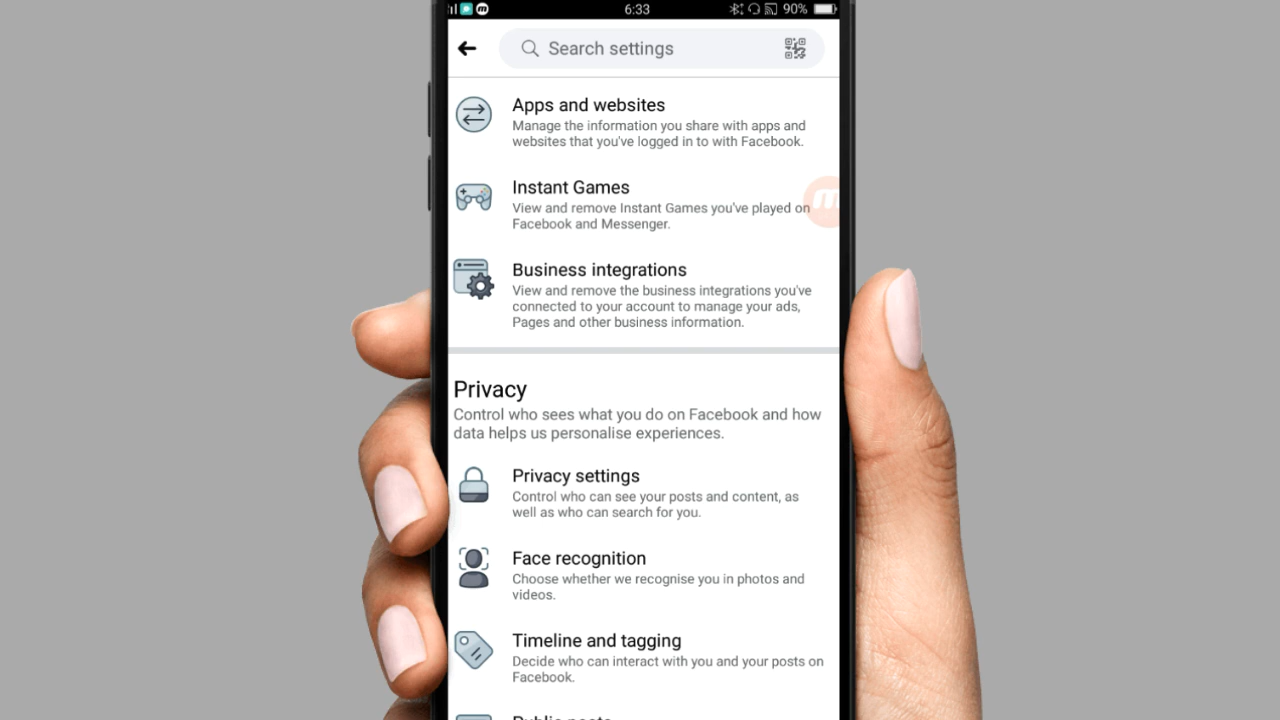 6:33
90%
Search settings
Apps and websites
Manage the information you share with apps and
websites that you've logged in to with Facebook.
Instant Games
View and remove Instant Games you've played on
Facebook and Messenger.
Business integrations
View and remove the business integrations you've
connected to your account to manage your ads,
Pages and other business information.
Privacy
Control who sees what you do on Facebook and how
data helps us personalise experiences.
Privacy settings
Control who can see your posts and content, as
well as who can search for you.
Face recognition
Choose whether we recognise you in photos and
videos.
Timeline and tagging
Decide who can interact with you and your posts on
Facebook.
Public posts